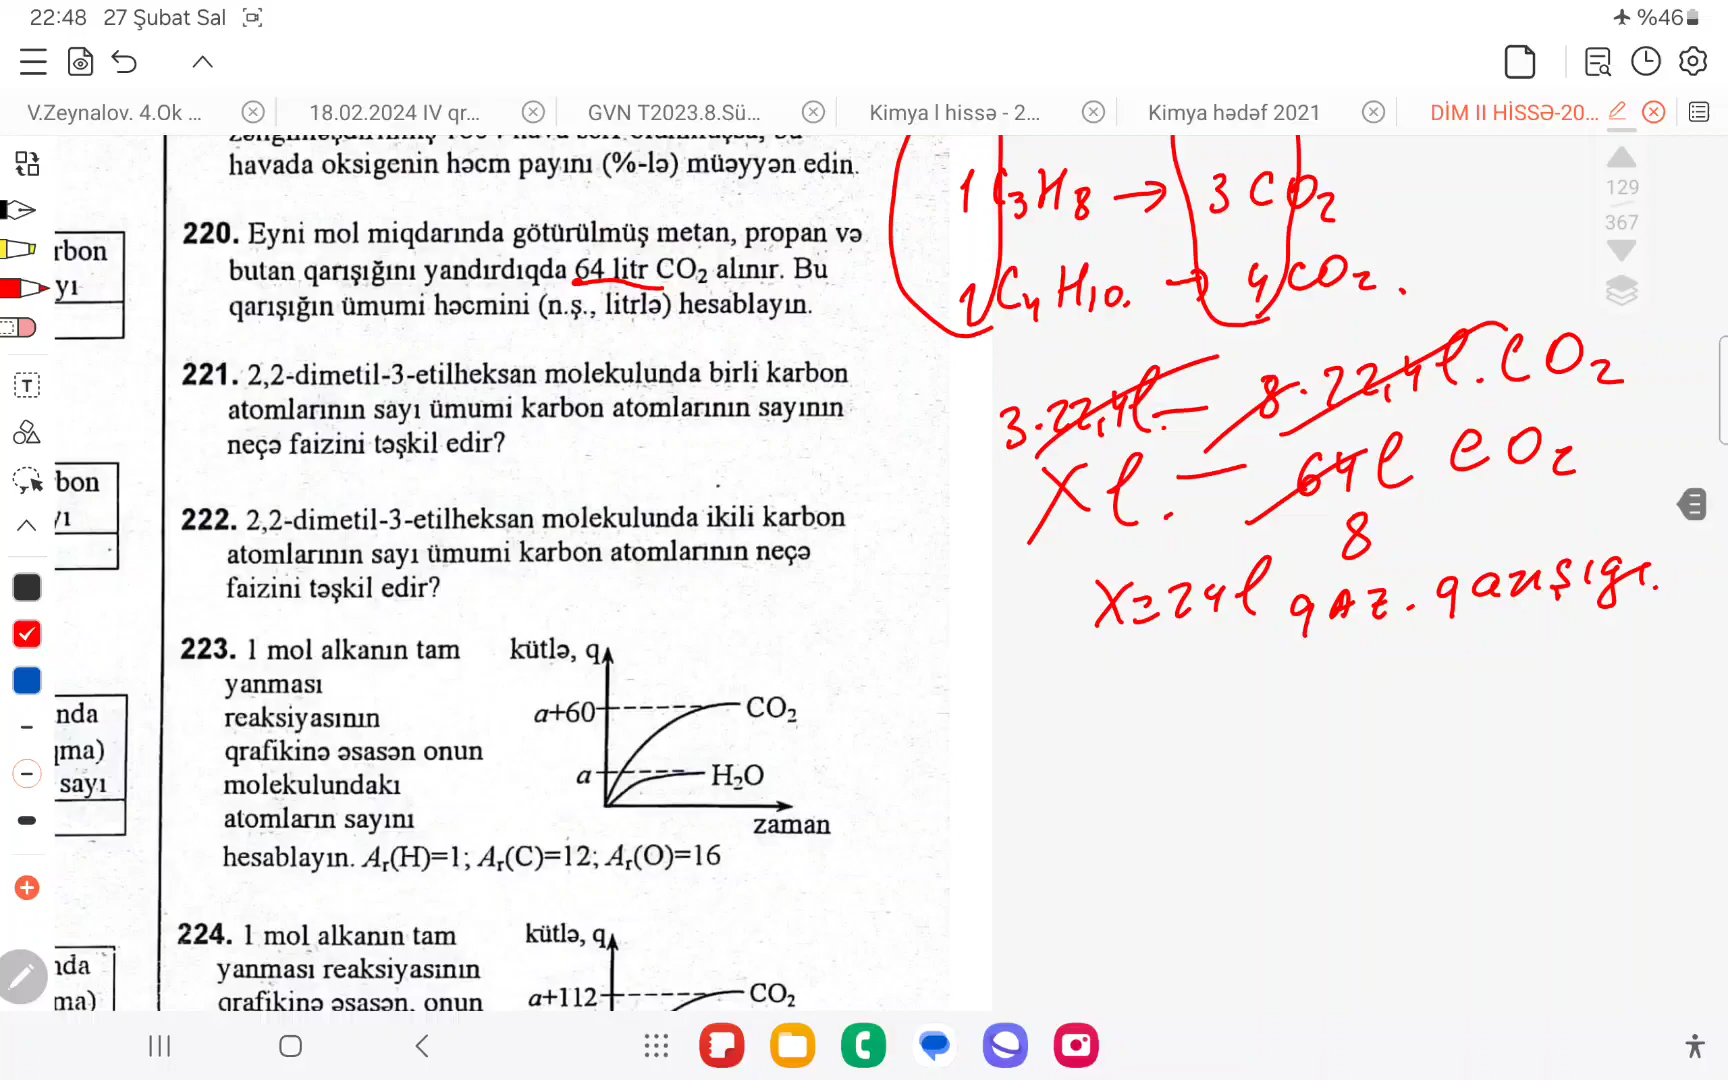 22:48 27 Şubat Sal
%46
V.Zeynalov. 4.Ok ...
18.02.2024 IV qr...
GVN T2023.8.Sü...
Kimya l hissə - 2...
Kimya hədəf 2021
DİM II HİSSƏ-20...
havada oksigenin həcm payını (%-lə) müəyyən edin.
220. Eyni mol miqdarında götürülmüş metan, propan və
butan qarışığını yandırdıqda 64 litr CO₂ alınır. Bu
qarışığın ümumi həcmini (n.ş., litrlə) hesablayın.
221. 2,2-dimetil-3-etilheksan molekulunda birli karbon
atomlarının sayı ümumi karbon atomlarının sayının
neçə faizini təşkil edir?
222. 2,2-dimetil-3-etilheksan molekulunda ikili karbon
atomlarının sayı ümumi karbon atomlarının neçə
faizini təşkil edir?
223. 1 mol alkanın tam
yanması
reaksiyasının
qrafikinə əsasən onun
molekulundakı
atomların sayını
hesablayın. Aᵣ(H)=1; Aᵣ(C)=12; Aᵣ(O)=16
kütlə, q
a+60
CO₂
a
H₂O
zaman
224. 1 mol alkanın tam
yanması reaksiyasının
qrafikinə əsasən, onun
kütlə, q
a+112
CO₂
rbon
yı
bon
/ı
nda
ma)
sayı
nda
ma)
1 C₃H₈ → 3 CO₂
1 C₄H₁₀. → 4 CO₂.
3.22,4l. — 8.22,4l. CO₂
X l. — 64l CO₂
8
X=24l qaz. qarışığı.
129
367
T